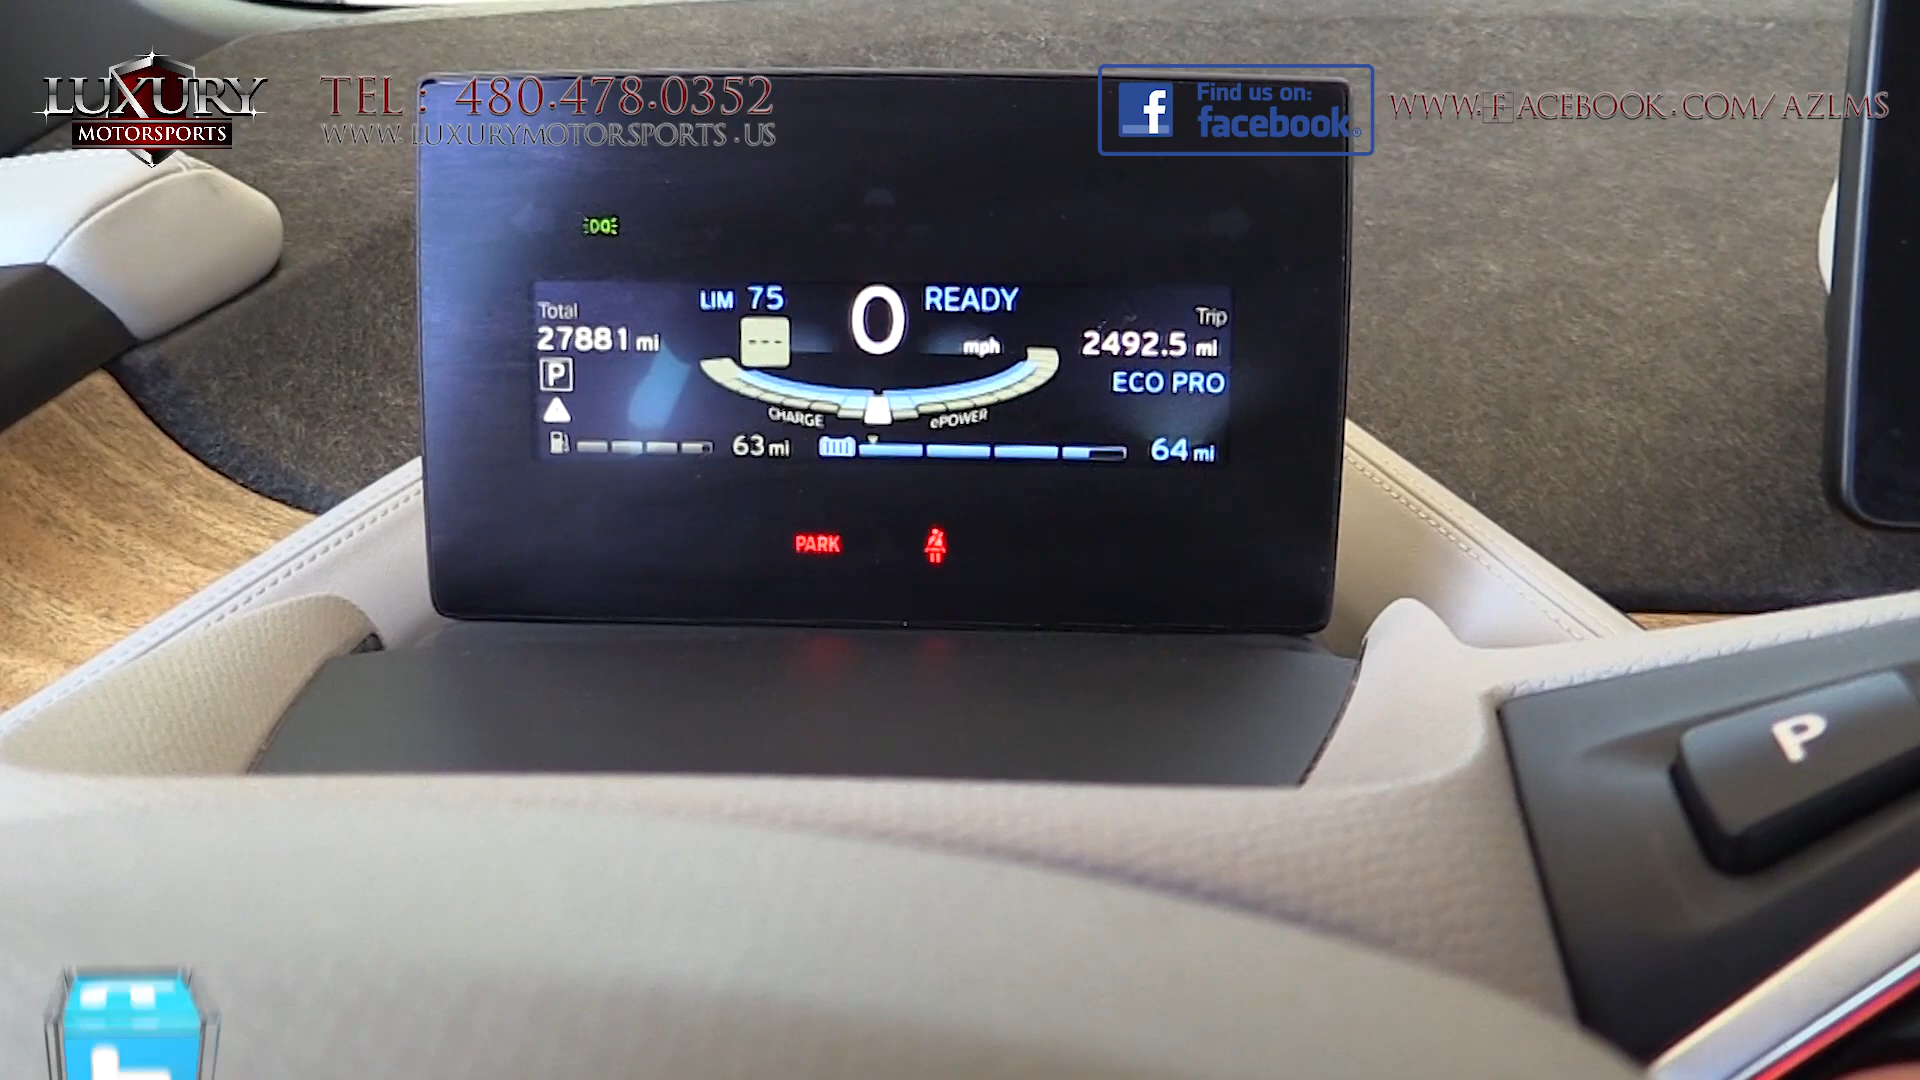 LUXURY
MOTORSPORTS
TEL : 480.478.0352
WWW.LUXURYMOTORSPORTS.US
Find us on:
facebook®
WWW.FACEBOOK.COM/AZLMS
LIM 75
0
READY
Total
27881 mi
---
mph
Trip
2492.5 mi
P
ECO PRO
CHARGE
ePOWER
63 mi
64 mi
PARK
P